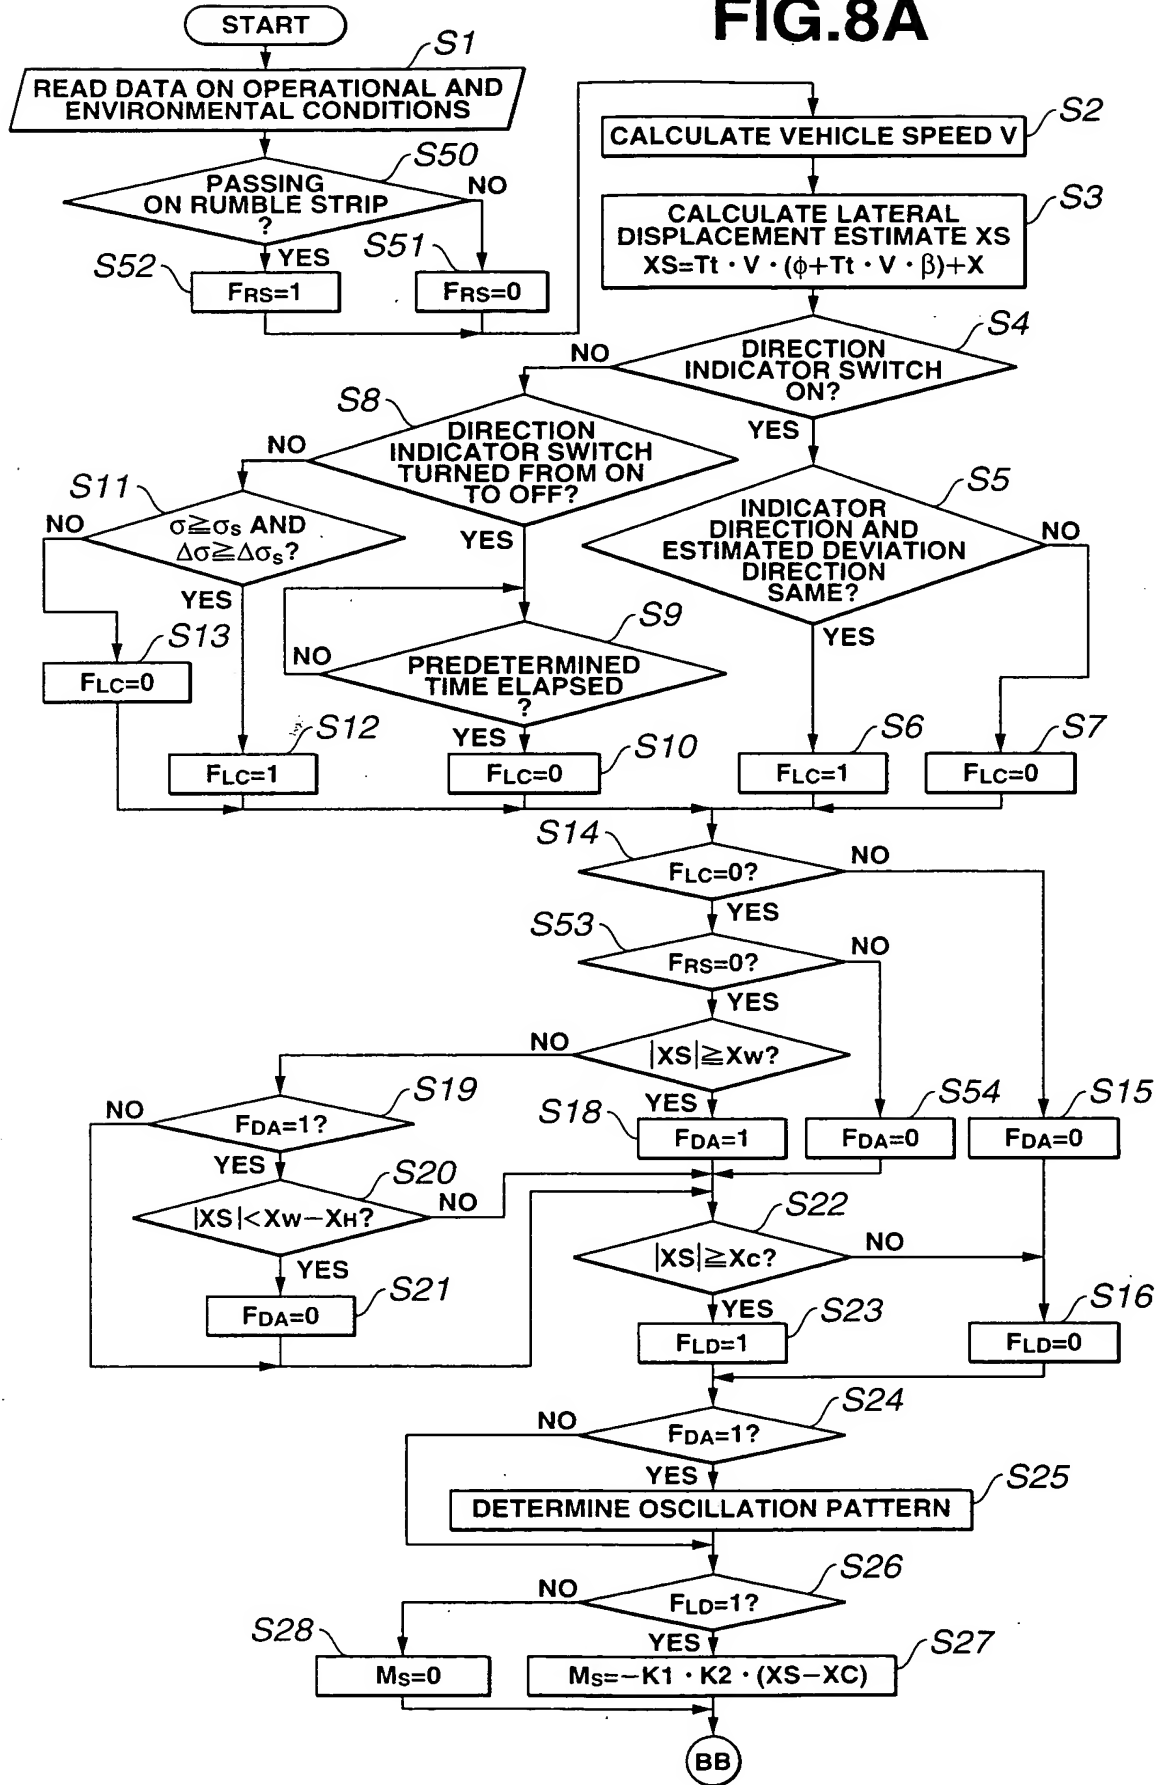 FIG.8A
START
S1
READ DATA ON OPERATIONAL AND
ENVIRONMENTAL CONDITIONS
S50
PASSING
ON RUMBLE STRIP
?
NO
YES
S52
FRS=1
S51
FRS=0
S2
CALCULATE VEHICLE SPEED V
S3
CALCULATE LATERAL
DISPLACEMENT ESTIMATE XS
XS=Tt · V · (ϕ+Tt · V · β)+X
S4
DIRECTION
INDICATOR SWITCH
ON?
NO
YES
S8
DIRECTION
INDICATOR SWITCH
TURNED FROM ON
TO OFF?
NO
YES
S5
INDICATOR
DIRECTION AND
ESTIMATED DEVIATION
DIRECTION
SAME?
NO
YES
S11
σ≧σs AND
Δσ≧Δσs?
NO
YES
S13
FLC=0
S9
PREDETERMINED
TIME ELAPSED
?
NO
YES
S12
FLC=1
S10
FLC=0
S6
FLC=1
S7
FLC=0
S14
FLC=0?
NO
YES
S53
FRS=0?
NO
YES
|XS|≧XW?
NO
YES
S19
FDA=1?
NO
YES
S18
FDA=1
S54
FDA=0
S15
FDA=0
S20
|XS|<XW−XH?
NO
YES
S21
FDA=0
S22
|XS|≧XC?
NO
YES
S23
FLD=1
S16
FLD=0
S24
FDA=1?
NO
YES
S25
DETERMINE OSCILLATION PATTERN
S26
FLD=1?
NO
YES
S28
MS=0
S27
MS=−K1 · K2 · (XS−XC)
BB